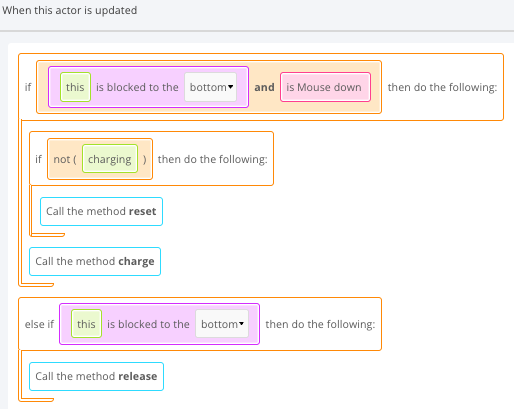 When this actor is updated
if this is blocked to the bottom and is Mouse down then do the following:
if not ( charging ) then do the following:
Call the method reset
Call the method charge
else if this is blocked to the bottom then do the following:
Call the method release